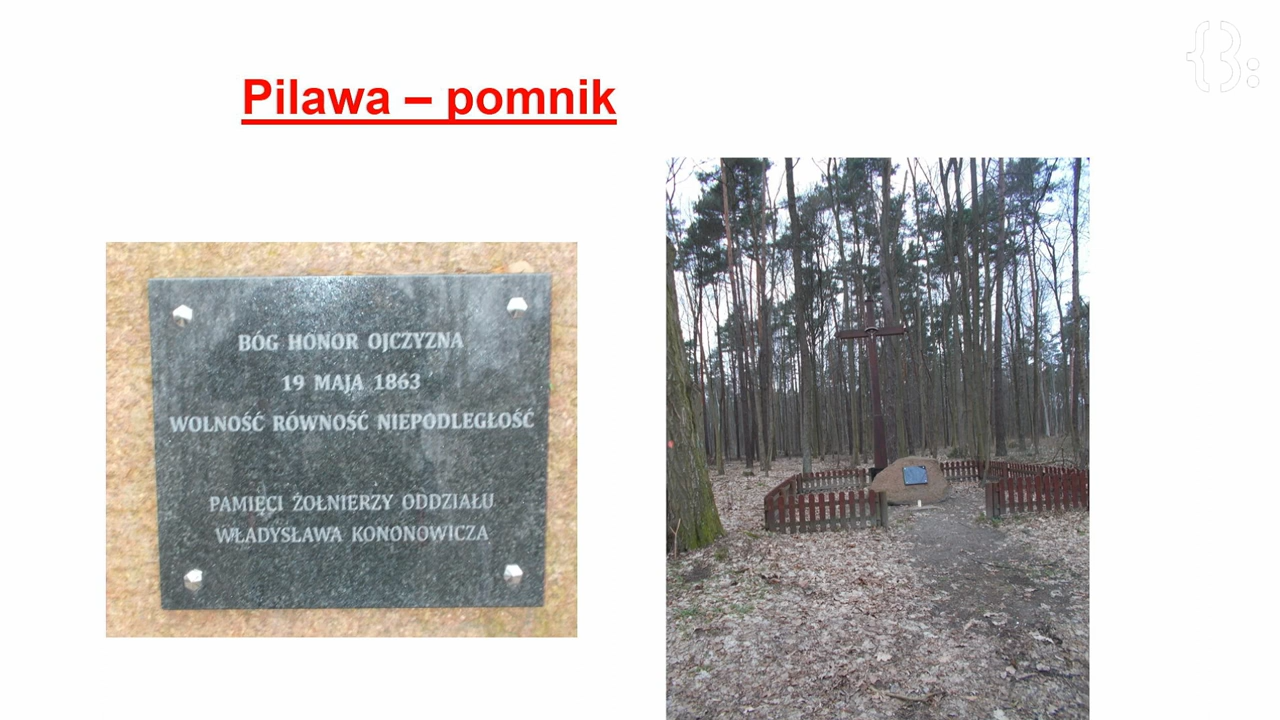 Pilawa – pomnik
BÓG HONOR OJCZYZNA
19 MAJA 1863
WOLNOŚĆ RÓWNOŚĆ NIEPODLEGŁOŚĆ
PAMIĘCI ŻOŁNIERZY ODDZIAŁU
WŁADYSŁAWA KONONOWICZA